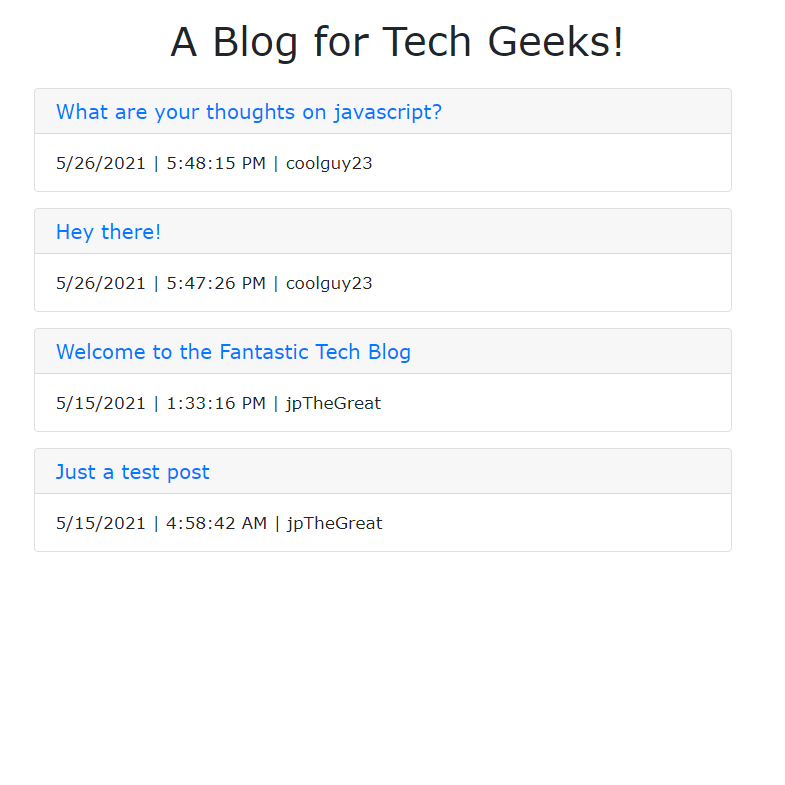 A Blog for Tech Geeks!
What are your thoughts on javascript?
5/26/2021 | 5:48:15 PM | coolguy23
Hey there!
5/26/2021 | 5:47:26 PM | coolguy23
Welcome to the Fantastic Tech Blog
5/15/2021 | 1:33:16 PM | jpTheGreat
Just a test post
5/15/2021 | 4:58:42 AM | jpTheGreat